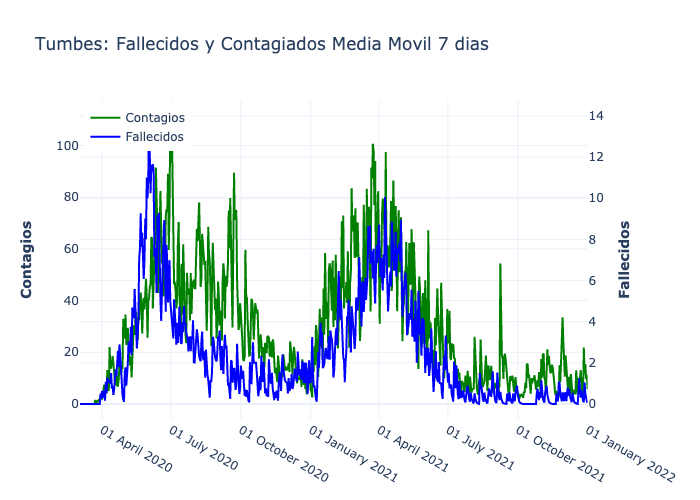 Tumbes: Fallecidos y Contagiados Media Movil 7 dias
Contagios
Fallecidos
100
80
60
40
20
0
14
12
10
8
6
4
2
0
Contagios
Fallecidos
01 April 2020
01 July 2020
01 October 2020
01 January 2021
01 April 2021
01 July 2021
01 October 2021
01 January 2022